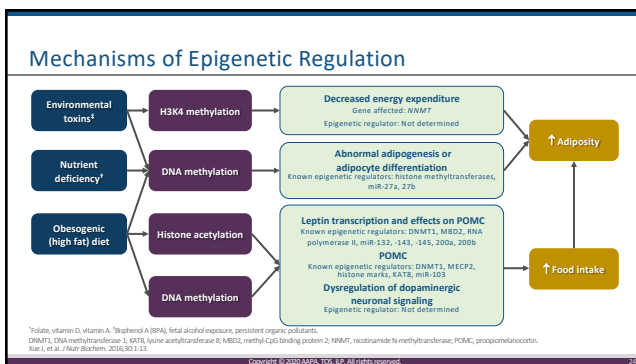 Mechanisms of Epigenetic Regulation
Environmental
toxins‡
H3K4 methylation
Decreased energy expenditure
Gene affected: NNMT
Epigenetic regulator: Not determined
↑ Adiposity
Nutrient
deficiency†
DNA methylation
Abnormal adipogenesis or
adipocyte differentiation
Known epigenetic regulators: histone methyltransferases,
miR-27a, 27b
Obesogenic
(high fat) diet
Histone acetylation
DNA methylation
Leptin transcription and effects on POMC
Known epigenetic regulators: DNMT1, MBD2, RNA
polymerase II, miR-132, -143, -145, 200a, 200b
POMC
Known epigenetic regulators: DNMT1, MECP2,
histone marks, KAT8, miR-103
Dysregulation of dopaminergic
neuronal signaling
Epigenetic regulator: Not determined
↑ Food intake
†Folate, vitamin D, vitamin A. ‡Bisphenol A (BPA), fetal alcohol exposure, persistent organic pollutants.
DNMT1, DNA methyltransferase 1; KAT8, lysine acetyltransferase 8; MBD2, methyl-CpG binding protein 2; NNMT, nicotinamide N-methyltransferase; POMC, proopiomelanocortin.
Xue J, et al. J Nutr Biochem. 2016;30:1-13.
Copyright © 2020 AAPA, TOS, ILP. All rights reserved.